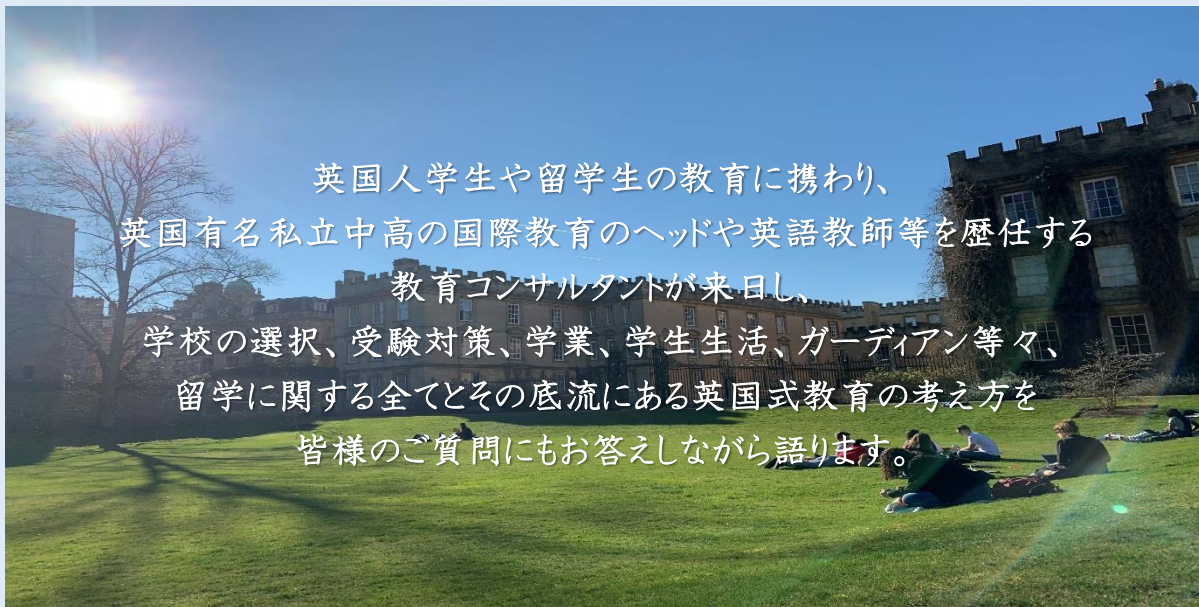 英国人学生や留学生の教育に携わり、
英国有名私立中高の国際教育のヘッドや英語教師等を歴任する
教育コンサルタントが来日し、
学校の選択、受験対策、学業、学生生活、ガーディアン等々、
留学に関する全てとその底流にある英国式教育の考え方を
皆様のご質問にもお答えしながら語ります。